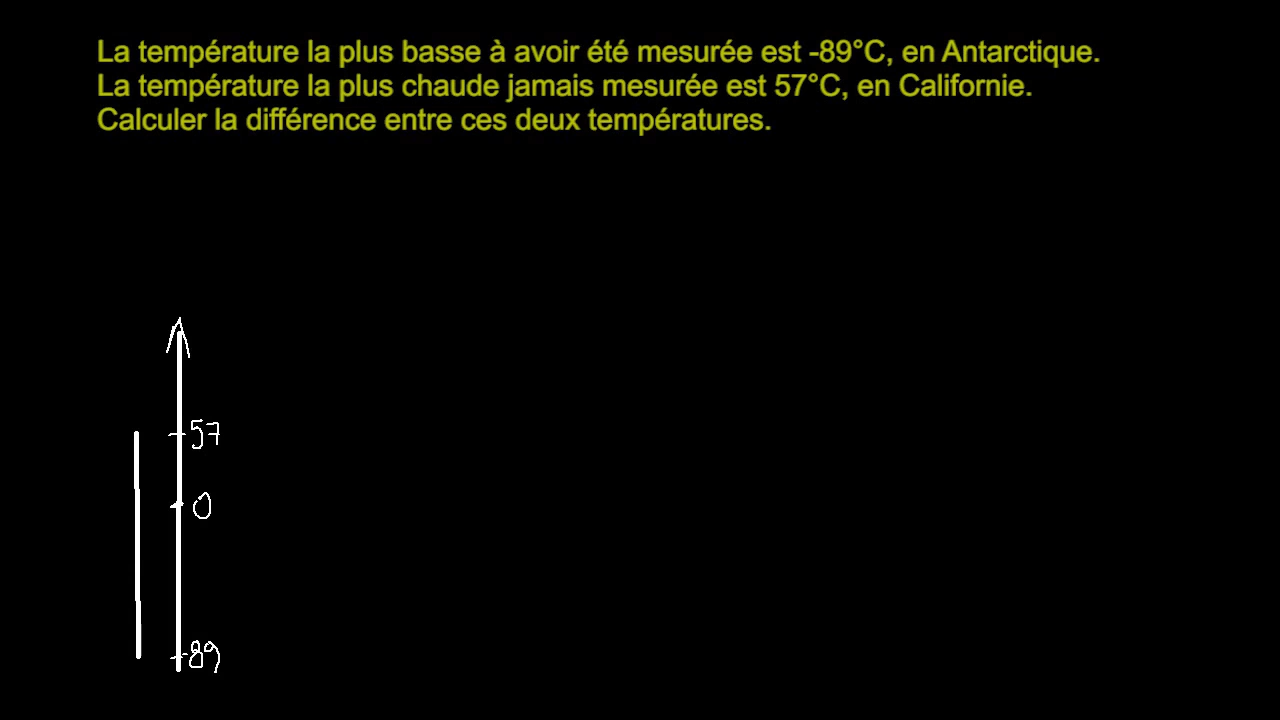 La température la plus basse à avoir été mesurée est -89°C, en Antarctique.
La température la plus chaude jamais mesurée est 57°C, en Californie.
Calculer la différence entre ces deux températures.
57
0
-89